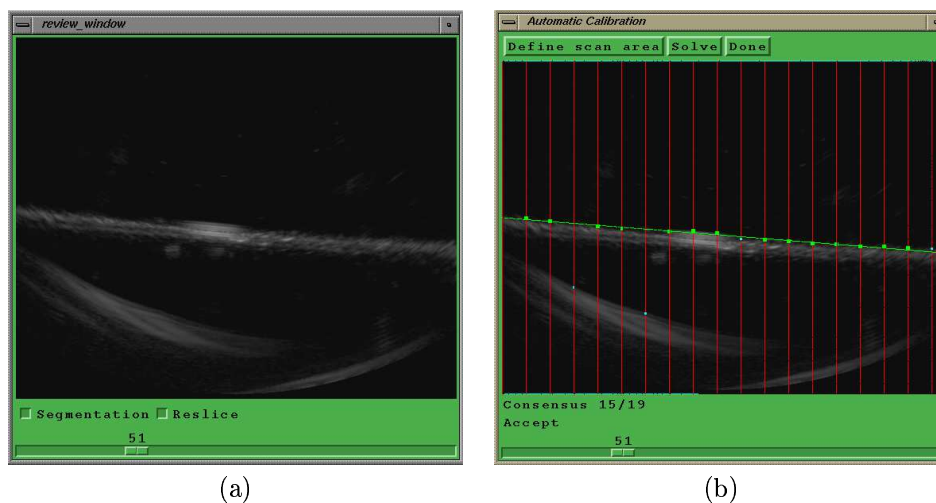 review_window
Segmentation Reslice
51
(a)
Automatic Calibration
Define scan area Solve Done
Consensus 15/19
Accept
51
(b)